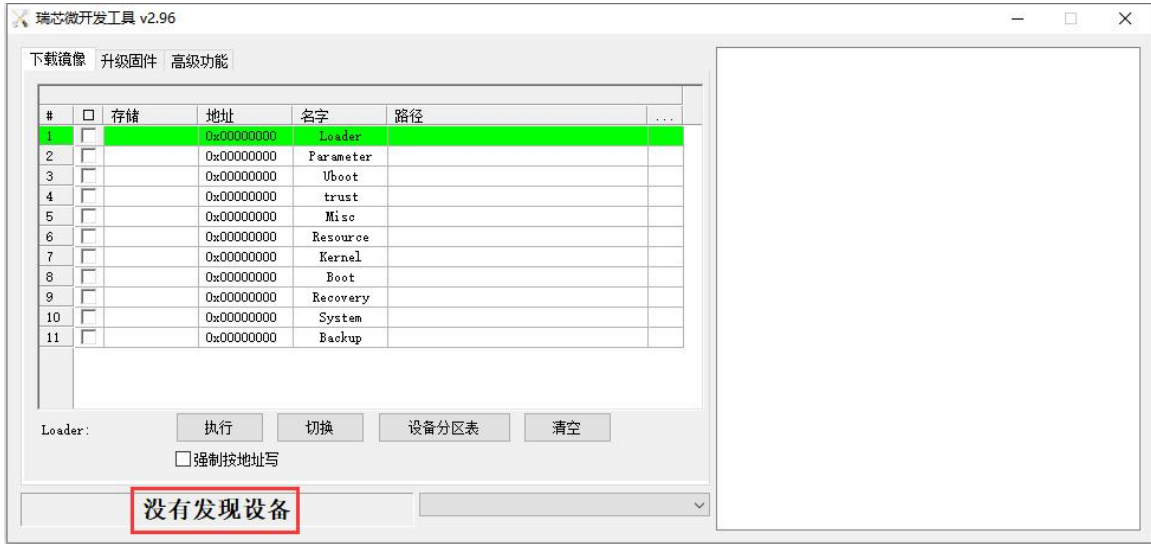 瑞芯微开发工具 v2.96
下载镜像 升级固件 高级功能
# 存储 地址 名字 路径 ...
1 0x00000000 Loader
2 0x00000000 Parameter
3 0x00000000 Uboot
4 0x00000000 trust
5 0x00000000 Misc
6 0x00000000 Resource
7 0x00000000 Kernel
8 0x00000000 Boot
9 0x00000000 Recovery
10 0x00000000 System
11 0x00000000 Backup
Loader: 执行 切换 设备分区表 清空
强制按地址写
没有发现设备